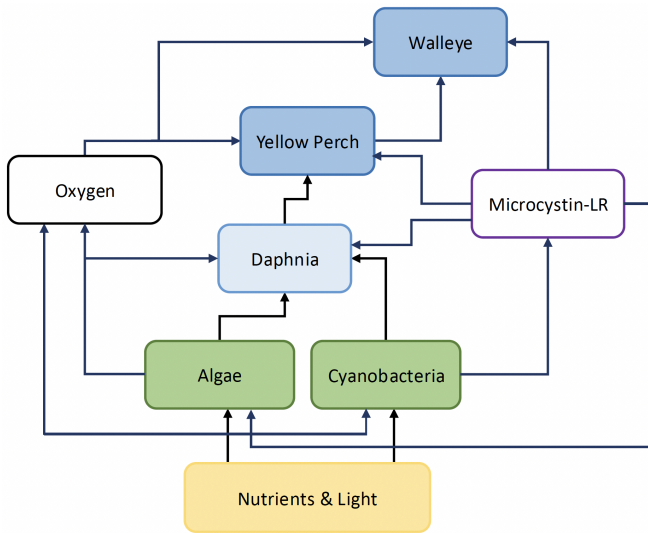 Walleye
Yellow Perch
Oxygen
Microcystin-LR
Daphnia
Algae
Cyanobacteria
Nutrients & Light